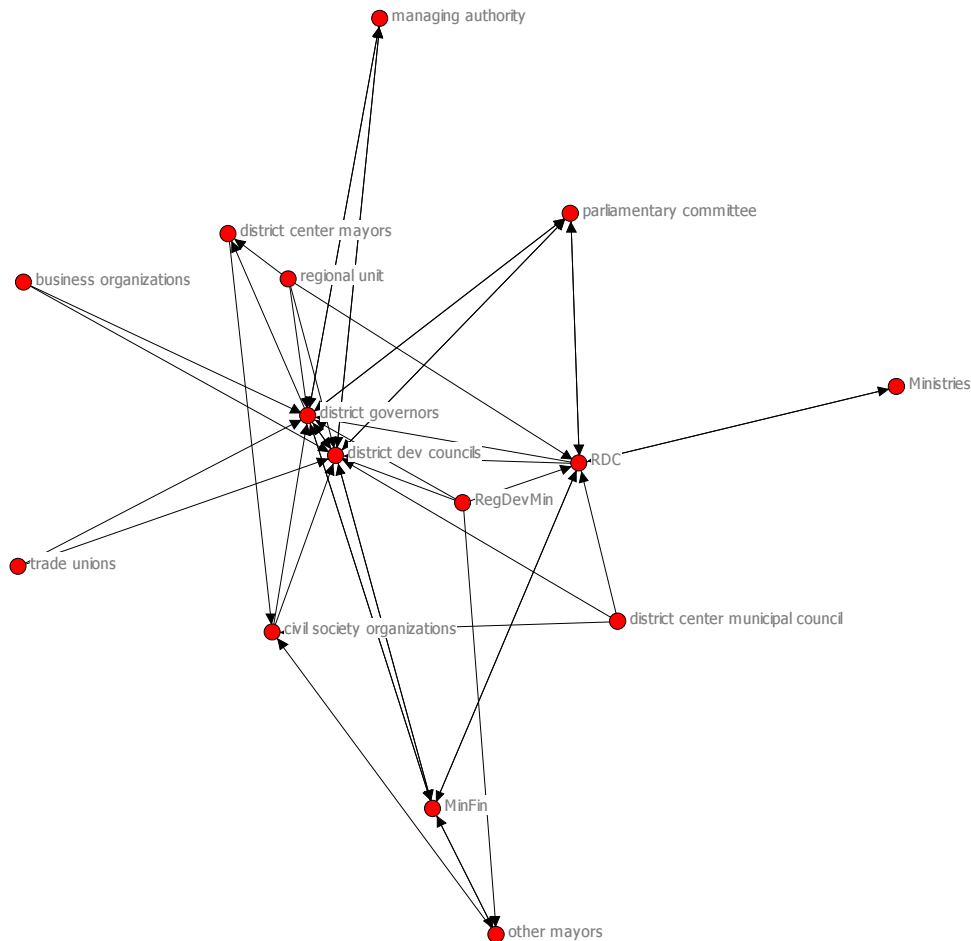 managing authority
parliamentary committee
district center mayors
regional unit
business organizations
Ministries
district governors
district dev councils
RDC
RegDevMin
trade unions
district center municipal council
civil society organizations
MinFin
other mayors